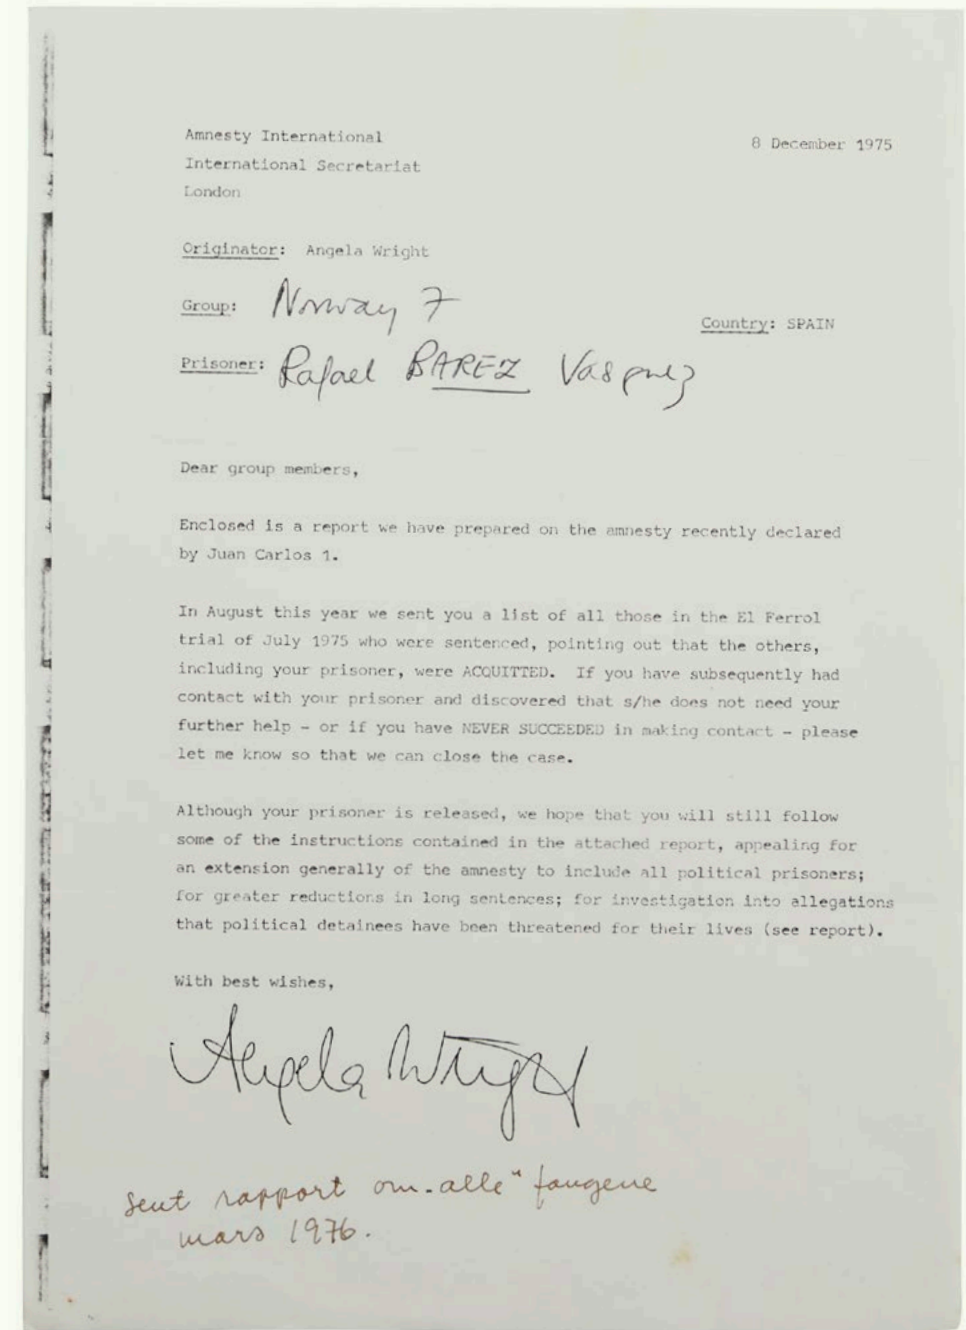 Amnesty International
8 December 1975
International Secretariat
London
Originator: Angela Wright
Group: Norway 7
Country: SPAIN
Prisoner: Rafael BAREZ Vasquez
Dear group members,
Enclosed is a report we have prepared on the amnesty recently declared
by Juan Carlos 1.
In August this year we sent you a list of all those in the El Ferrol
trial of July 1975 who were sentenced, pointing out that the others,
including your prisoner, were ACQUITTED. If you have subsequently had
contact with your prisoner and discovered that s/he does not need your
further help - or if you have NEVER SUCCEEDED in making contact - please
let me know so that we can close the case.
Although your prisoner is released, we hope that you will still follow
some of the instructions contained in the attached report, appealing for
an extension generally of the amnesty to include all political prisoners;
for greater reductions in long sentences; for investigation into allegations
that political detainees have been threatened for their lives (see report).
With best wishes,
Angela Wright
Sent rapport om "alle" fangene
mars 1976.